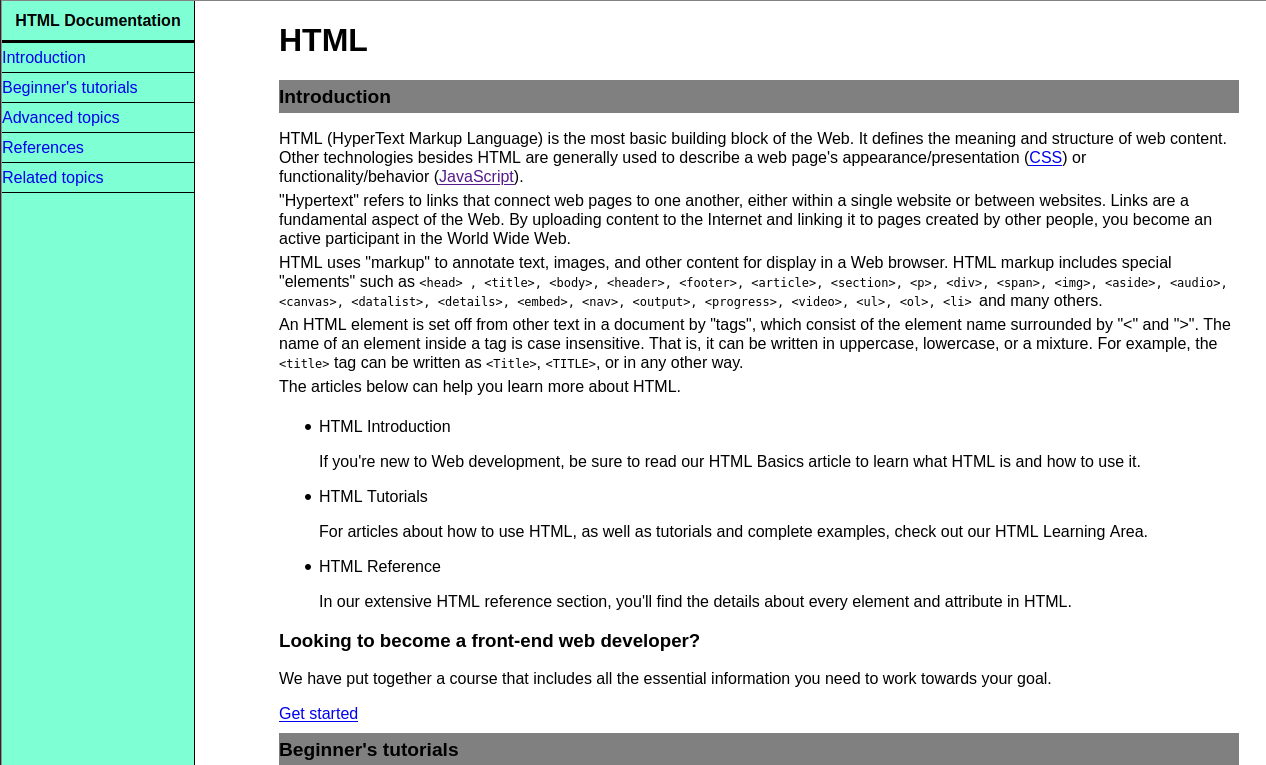 HTML Documentation
Introduction
Beginner's tutorials
Advanced topics
References
Related topics
HTML
Introduction
HTML (HyperText Markup Language) is the most basic building block of the Web. It defines the meaning and structure of web content.
Other technologies besides HTML are generally used to describe a web page's appearance/presentation (CSS) or
functionality/behavior (JavaScript).
"Hypertext" refers to links that connect web pages to one another, either within a single website or between websites. Links are a
fundamental aspect of the Web. By uploading content to the Internet and linking it to pages created by other people, you become an
active participant in the World Wide Web.
HTML uses "markup" to annotate text, images, and other content for display in a Web browser. HTML markup includes special
"elements" such as <head> , <title>, <body>, <header>, <footer>, <article>, <section>, <p>, <div>, <span>, <img>, <aside>, <audio>,
<canvas>, <datalist>, <details>, <embed>, <nav>, <output>, <progress>, <video>, <ul>, <ol>, <li> and many others.
An HTML element is set off from other text in a document by "tags", which consist of the element name surrounded by "<" and ">". The
name of an element inside a tag is case insensitive. That is, it can be written in uppercase, lowercase, or a mixture. For example, the
<title> tag can be written as <Title>, <TITLE>, or in any other way.
The articles below can help you learn more about HTML.
• HTML Introduction
If you're new to Web development, be sure to read our HTML Basics article to learn what HTML is and how to use it.
• HTML Tutorials
For articles about how to use HTML, as well as tutorials and complete examples, check out our HTML Learning Area.
• HTML Reference
In our extensive HTML reference section, you'll find the details about every element and attribute in HTML.
Looking to become a front-end web developer?
We have put together a course that includes all the essential information you need to work towards your goal.
Get started
Beginner's tutorials